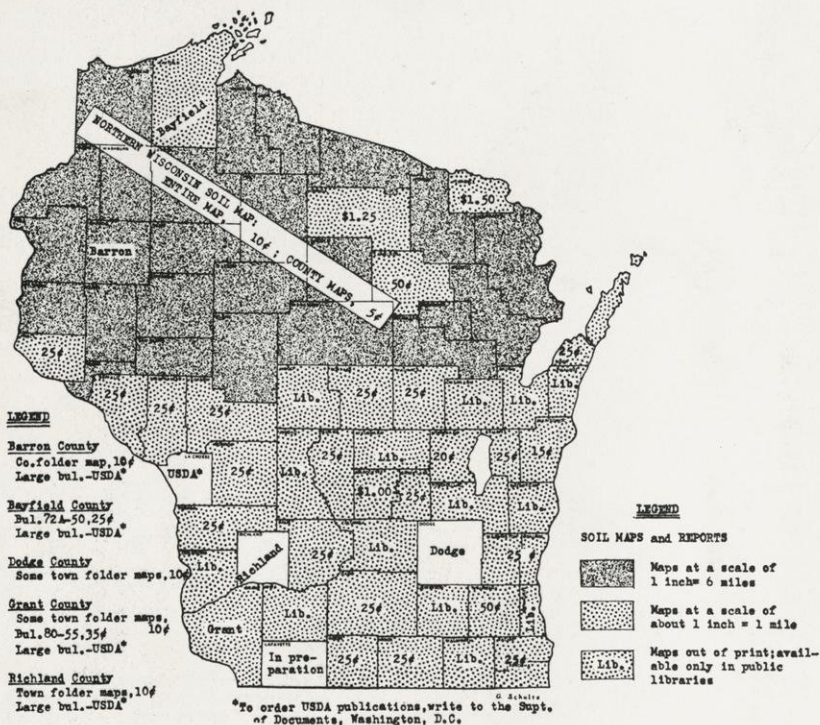 Bayfield
NORTHERN WISCONSIN SOIL MAP:
ENTIRE MAP, 10¢; COUNTY MAPS, 5¢
$1.25
$1.50
Barron
50¢
25¢
25¢
25¢
25¢
25¢
Lib.
25¢
25¢
Lib.
Lib.
Lib.
LA CROSSE
USDA*
25¢
Lib.
25¢
Lib.
20¢
25¢
15¢
$1.00
25¢
Lib.
Lib.
25¢
RICHLAND
Richland
25¢
Lib.
DODGE
Dodge
25¢
Lib.
Grant
Lib.
25¢
Lib.
50¢
Lib.
LAFAYETTE
In pre-
paration
25¢
25¢
Lib.
25¢
G. Schulte
LEGEND
Barron County
Co.folder map,10¢
Large bul.-USDA*
Bayfield County
Bul.72A-50,25¢
Large bul.-USDA*
Dodge County
Some town folder maps,10¢
Grant County
Some town folder maps,
10¢
Bul.80-55,35¢
Large bul.-USDA*
Richland County
Town folder maps,10¢
Large bul.-USDA*
LEGEND
SOIL MAPS and REPORTS
Maps at a scale of
1 inch= 6 miles
Maps at a scale of
about 1 inch = 1 mile
Lib.
Maps out of print;avail-
able only in public
libraries
*To order USDA publications,write to the Supt.
of Documents, Washington, D.C.